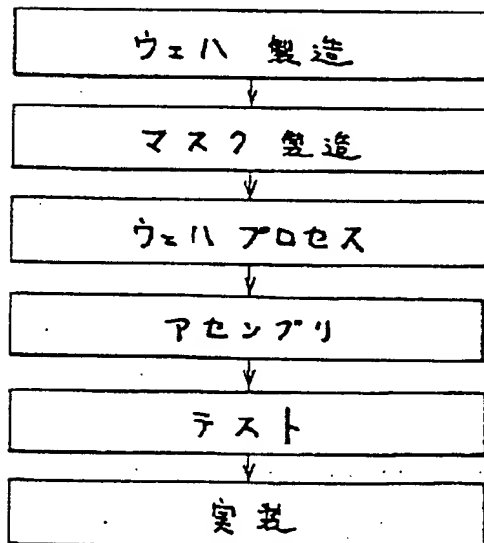 ウェハ 製造
マスク 製造
ウェハ プロセス
アセンブリ
テスト
実装